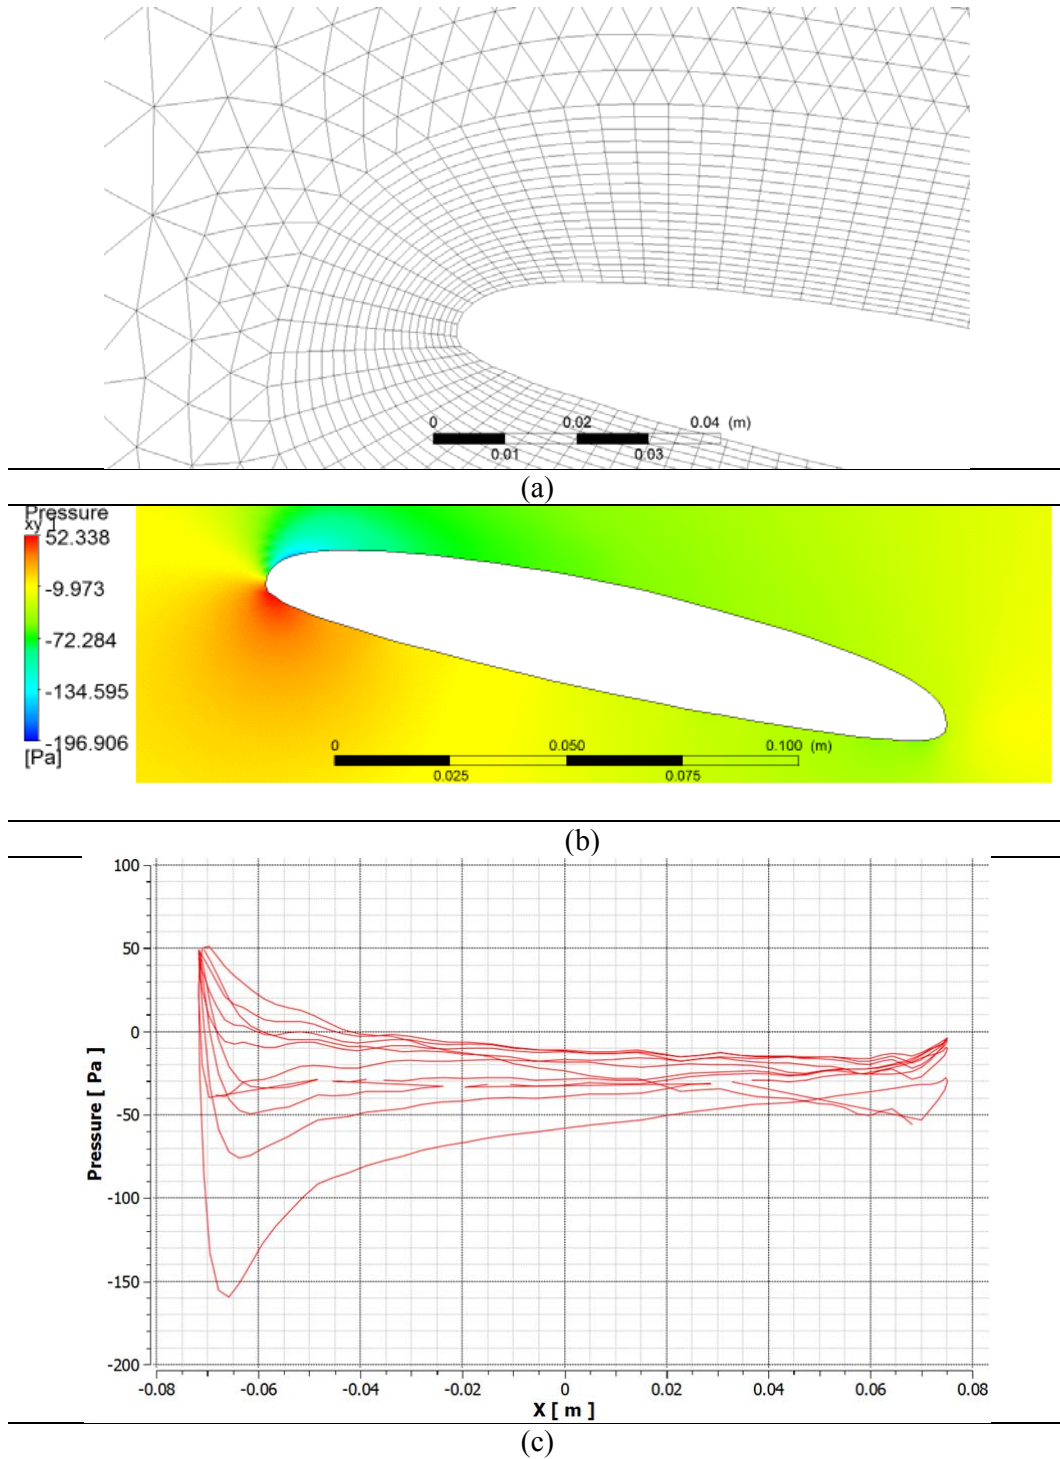 0 0.02 0.04 (m)
0.01 0.03
(a)
Pressure
xy 1
52.338
-9.973
-72.284
-134.595
-196.906
[Pa]
0 0.050 0.100 (m)
0.025 0.075
(b)
100
50
0
-50
-100
-150
-200
Pressure [ Pa ]
-0.08 -0.06 -0.04 -0.02 0 0.02 0.04 0.06 0.08
X [ m ]
(c)